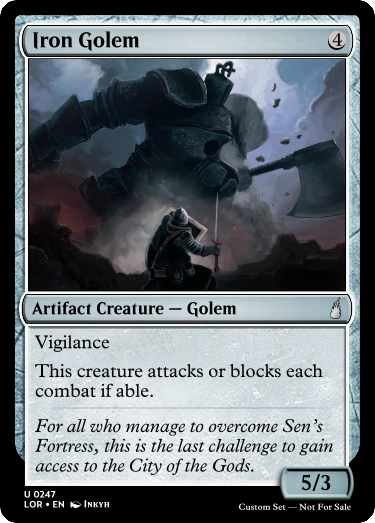 Iron Golem 4
Artifact Creature — Golem
Vigilance
This creature attacks or blocks each
combat if able.
For all who manage to overcome Sen's
Fortress, this is the last challenge to gain
access to the City of the Gods.
5/3
U 0247
LOR • EN Inkyh
Custom Set — Not For Sale